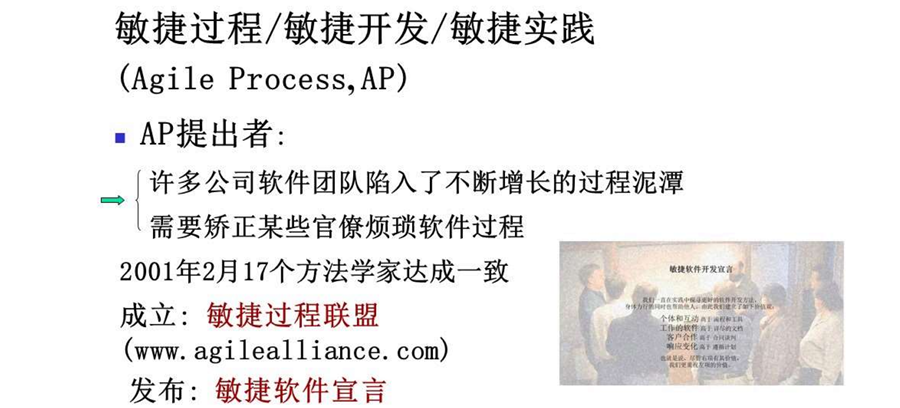 敏捷过程/敏捷开发/敏捷实践
(Agile Process,AP)
AP提出者:
许多公司软件团队陷入了不断增长的过程泥潭
需要矫正某些官僚烦琐软件过程
2001年2月17个方法学家达成一致
成立: 敏捷过程联盟
(www.agilealliance.com)
发布: 敏捷软件宣言
敏捷软件开发宣言
我们一直在实践中探寻更好的软件开发方法,
身体力行的同时也帮助他人。由此我们建立了如下价值观:
个体和互动 高于 流程和工具
工作的软件 高于 详尽的文档
客户合作 高于 合同谈判
响应变化 高于 遵循计划
也就是说,尽管右项有其价值,
我们更重视左项的价值。